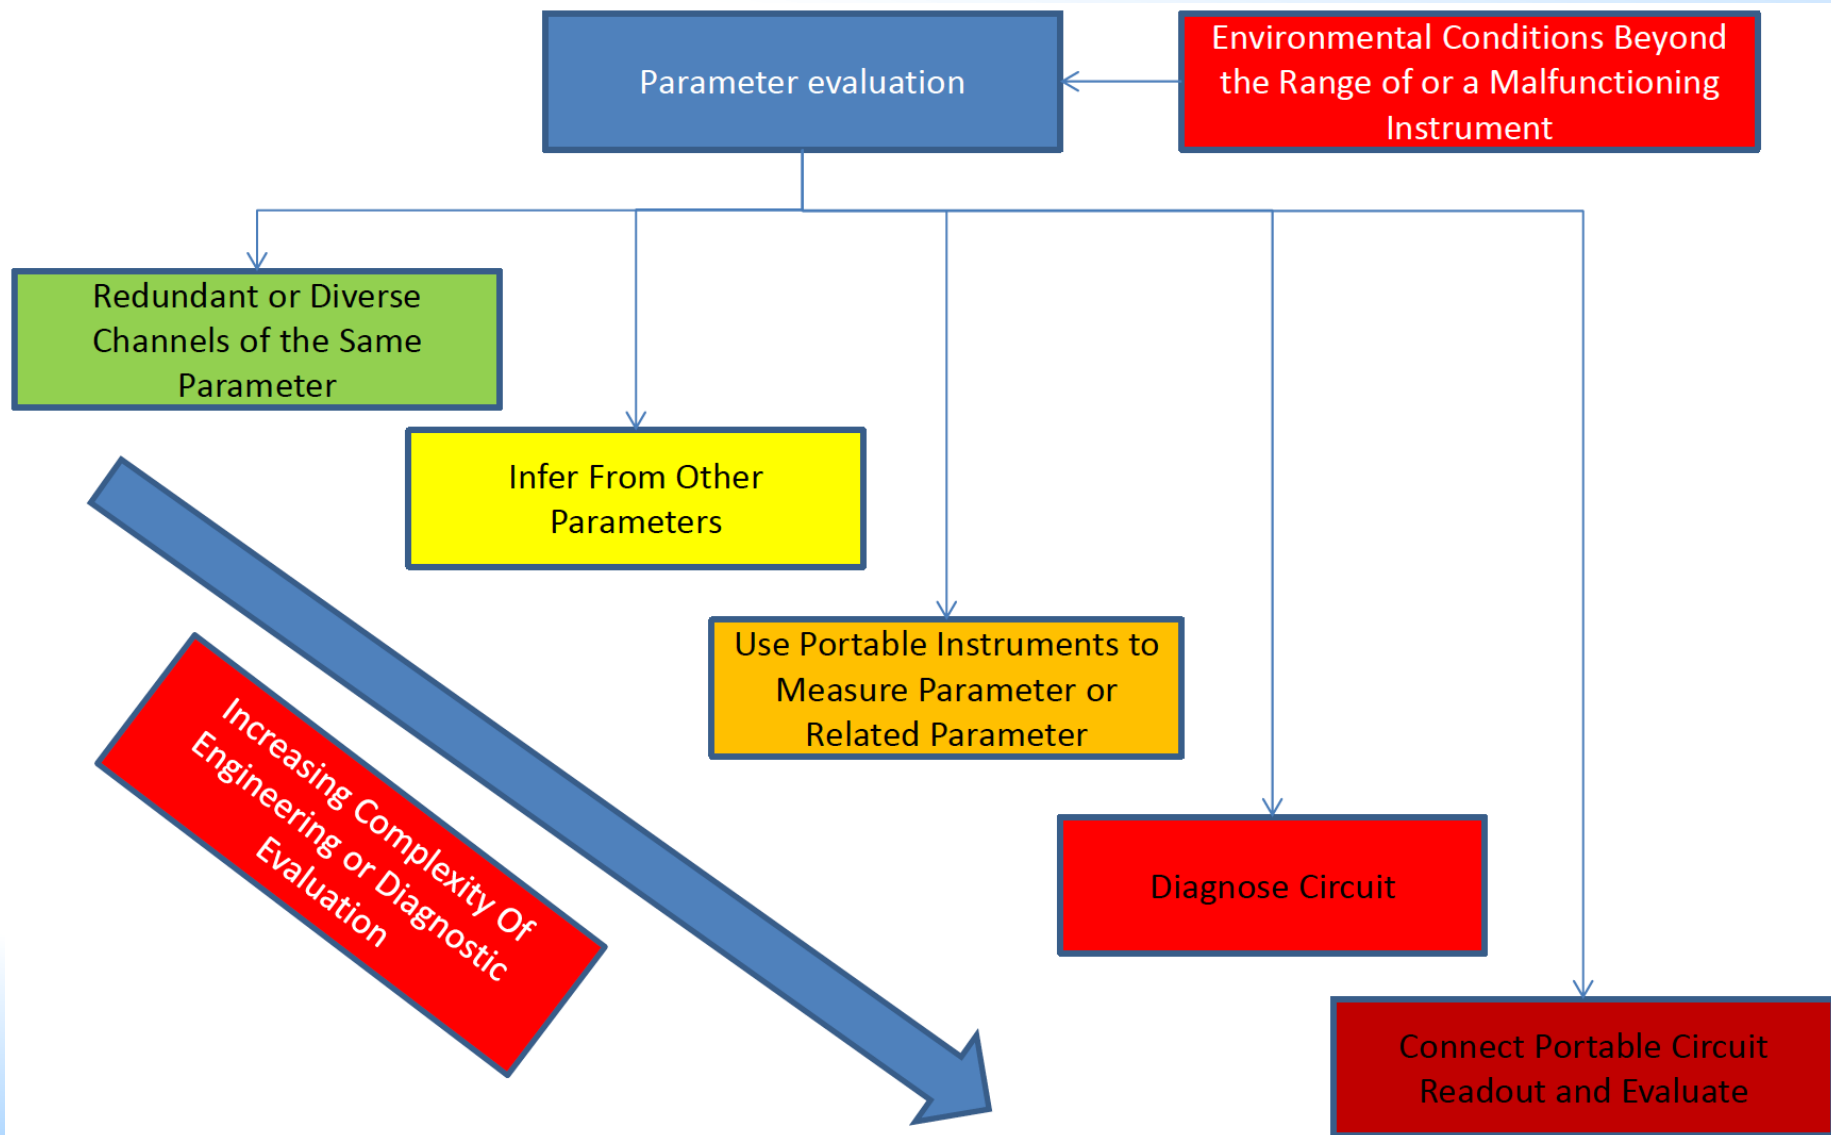 Parameter evaluation
Environmental Conditions Beyond
the Range of or a Malfunctioning
Instrument
Redundant or Diverse
Channels of the Same
Parameter
Infer From Other
Parameters
Use Portable Instruments to
Measure Parameter or
Related Parameter
Increasing Complexity Of
Engineering or Diagnostic
Evaluation
Diagnose Circuit
Connect Portable Circuit
Readout and Evaluate